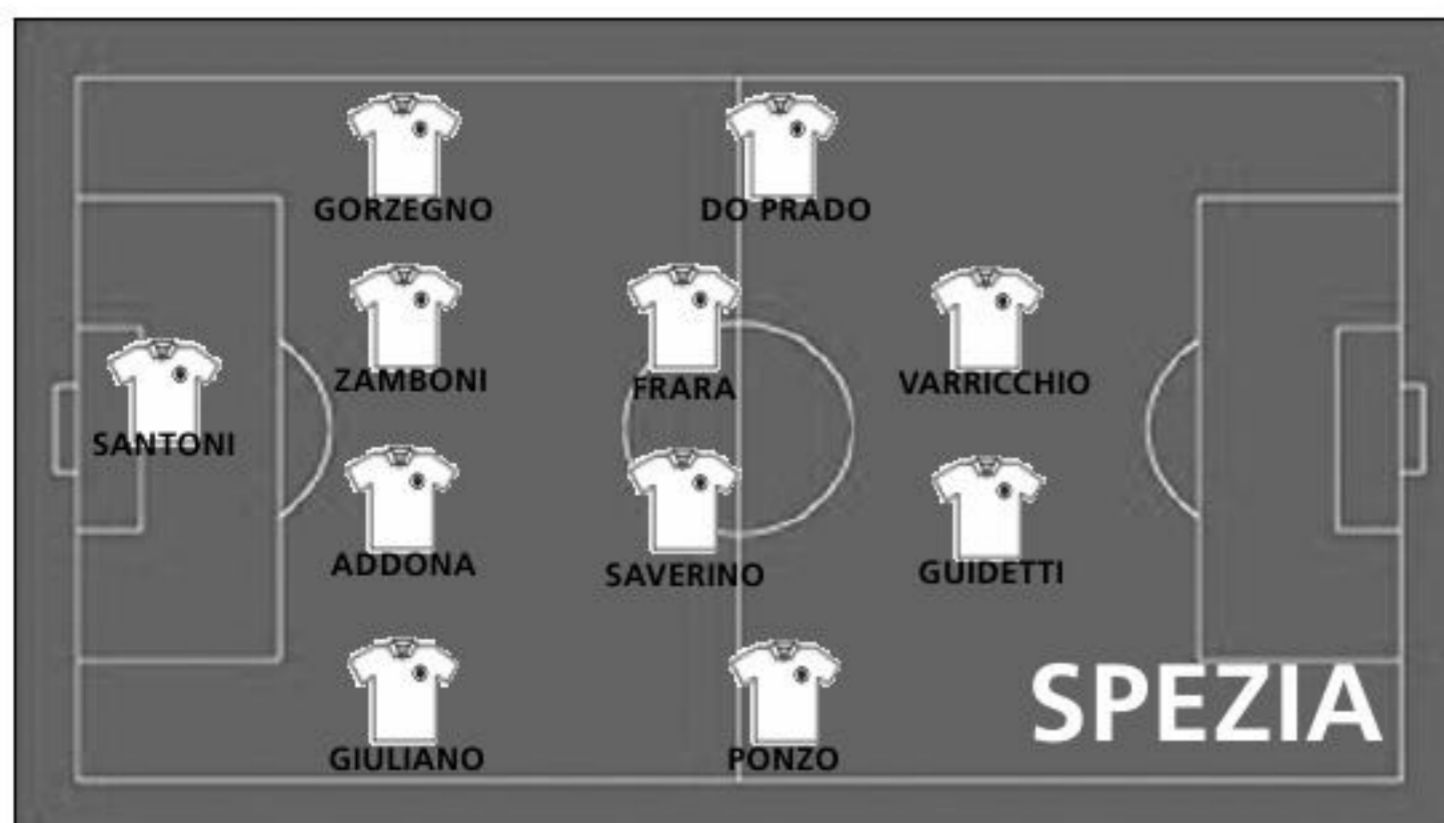 GORZEGNO
DO PRADO
ZAMBONI
FRARA
VARRICCHIO
SANTONI
ADDONA
SAVERINO
GUIDETTI
GIULIANO
PONZO
SPEZIA